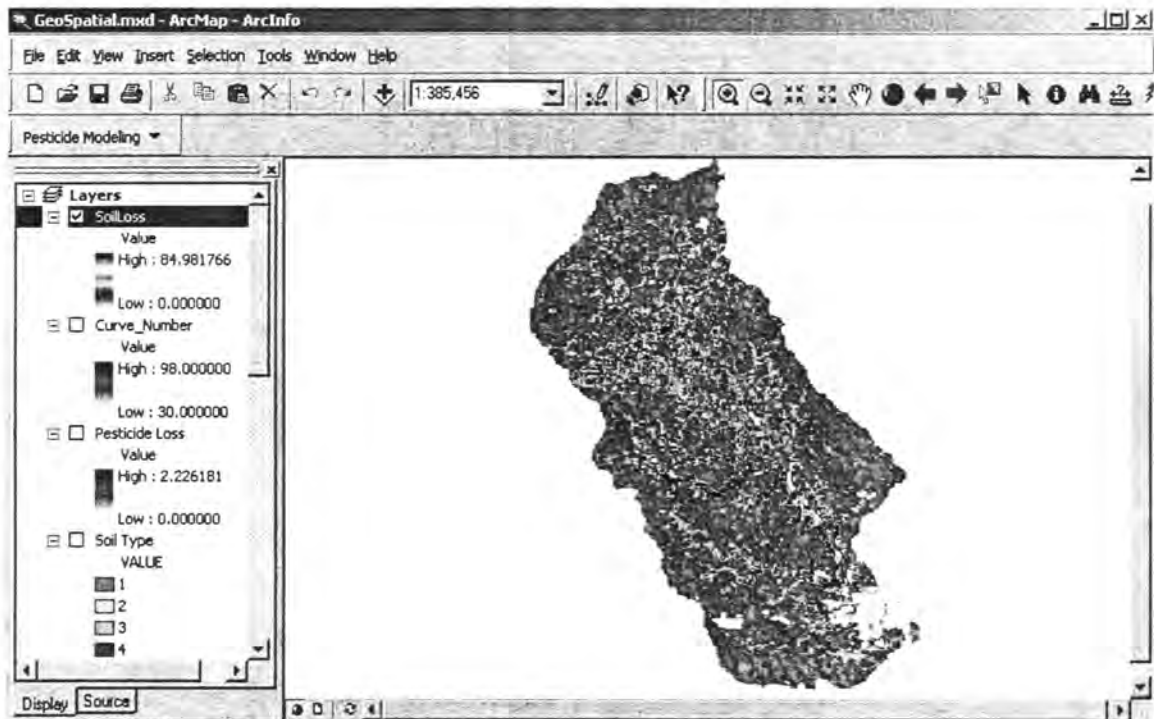 GeoSpatial.mxd - ArcMap - ArcInfo
File Edit View Insert Selection Tools Window Help
1:385,456
Pesticide Modeling
Layers
SoilLoss
Value
High : 84.981766
Low : 0.000000
Curve_Number
Value
High : 98.000000
Low : 30.000000
Pesticide Loss
Value
High : 2.226181
Low : 0.000000
Soil Type
VALUE
1
2
3
4
Display Source